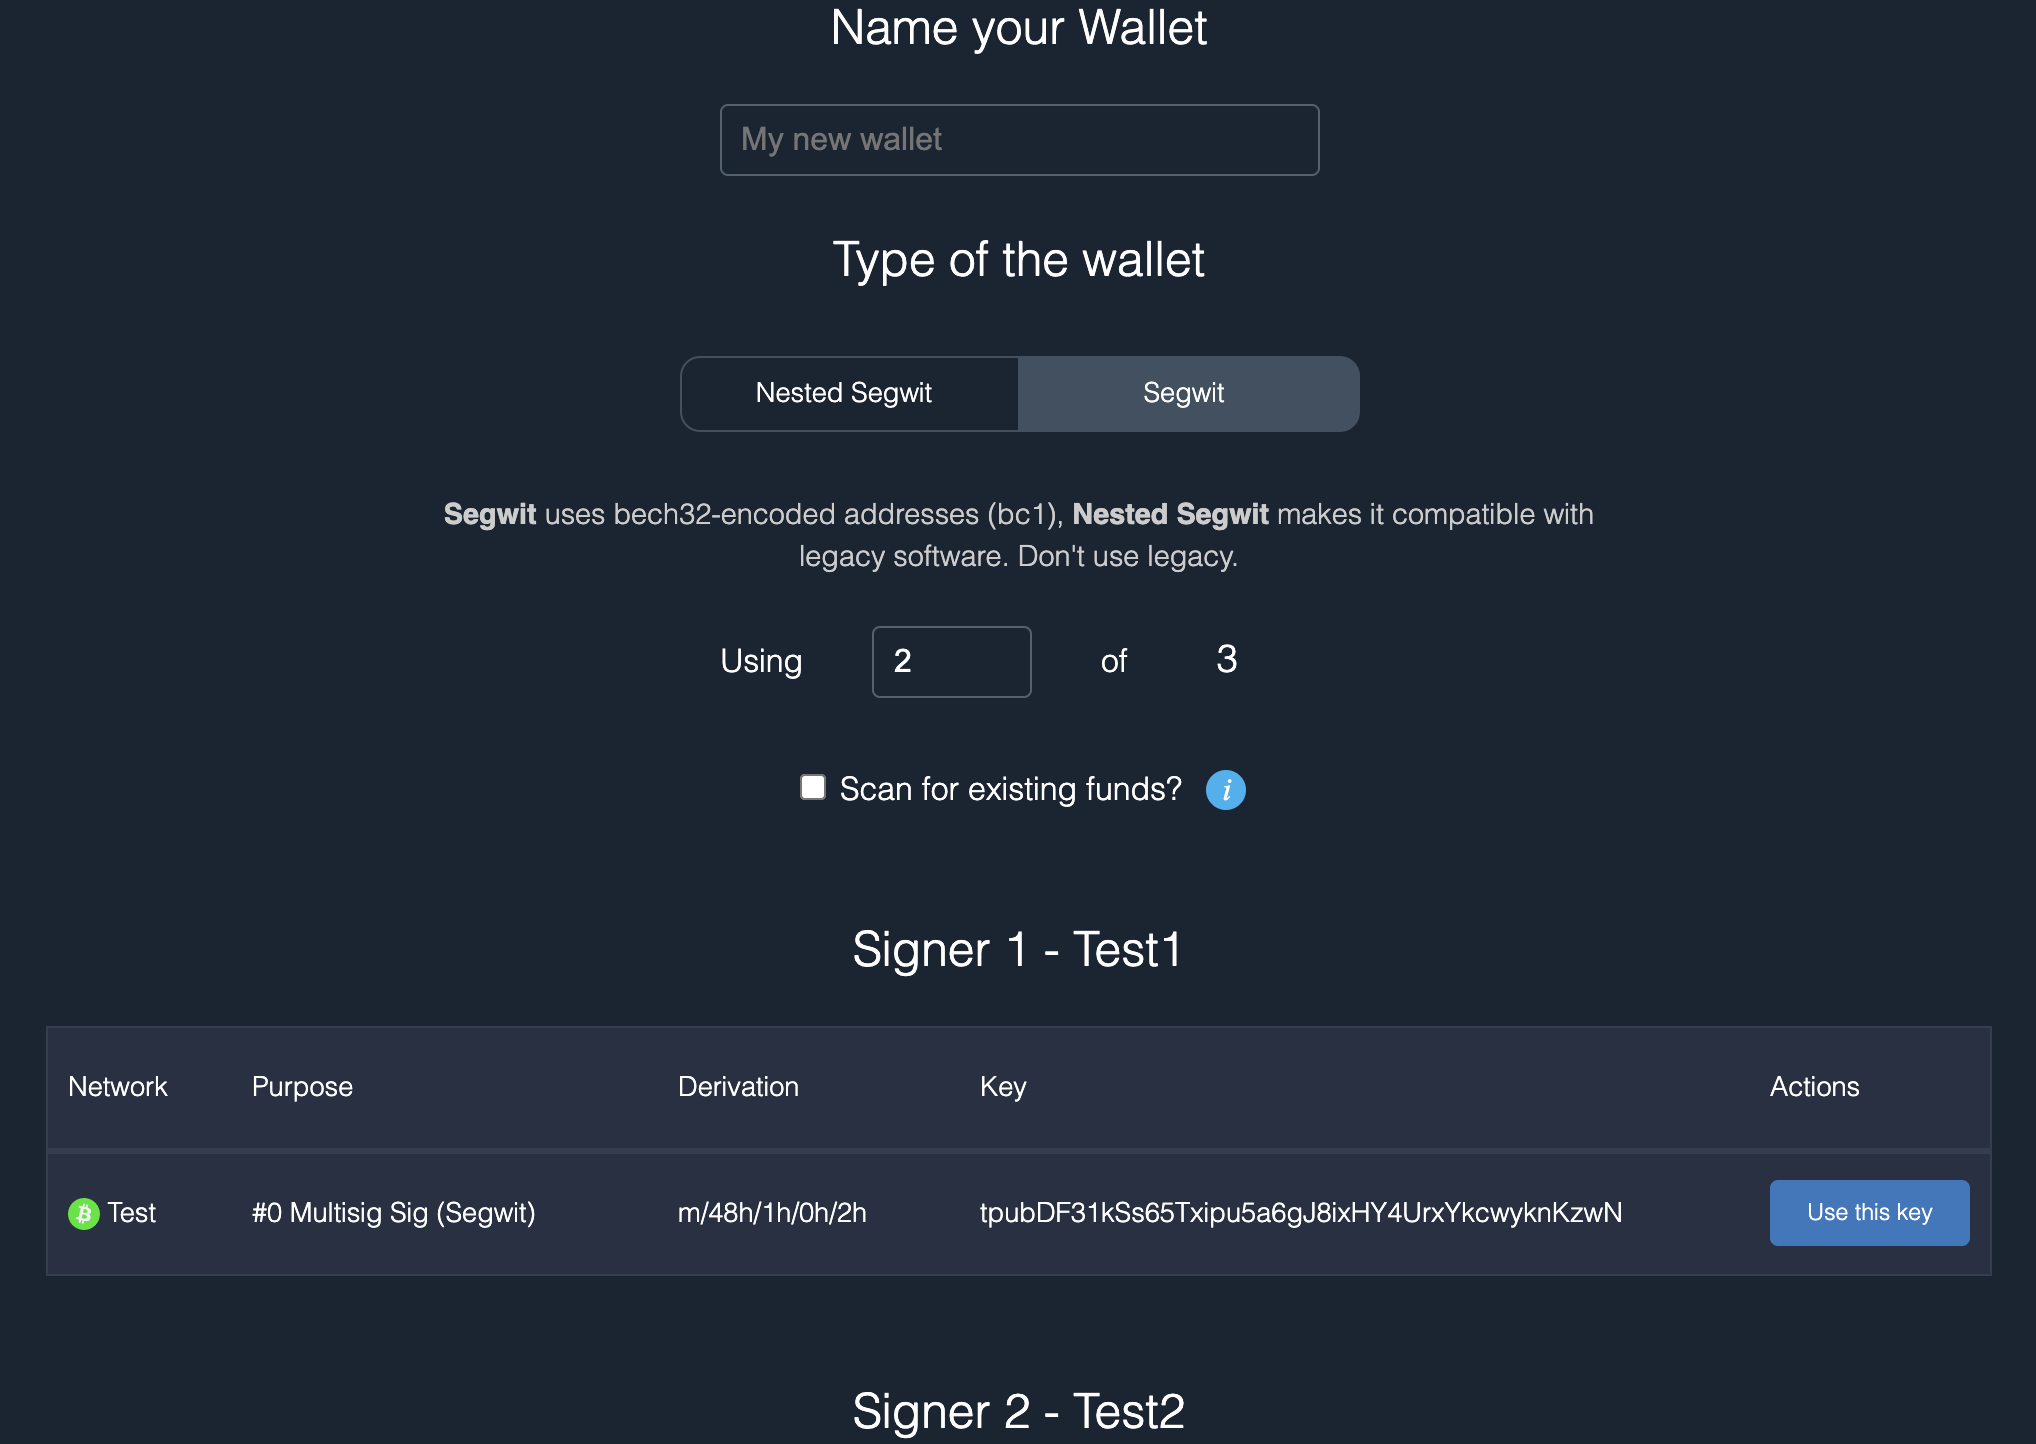 Name your Wallet
My new wallet
Type of the wallet
Nested Segwit Segwit
Segwit uses bech32-encoded addresses (bc1), Nested Segwit makes it compatible with
legacy software. Don't use legacy.
Using 2 of 3
Scan for existing funds? i
Signer 1 - Test1
Network Purpose Derivation Key Actions
Test #0 Multisig Sig (Segwit) m/48h/1h/0h/2h tpubDF31kSs65Txipu5a6gJ8ixHY4UrxYkcwyknKzwN Use this key
Signer 2 - Test2